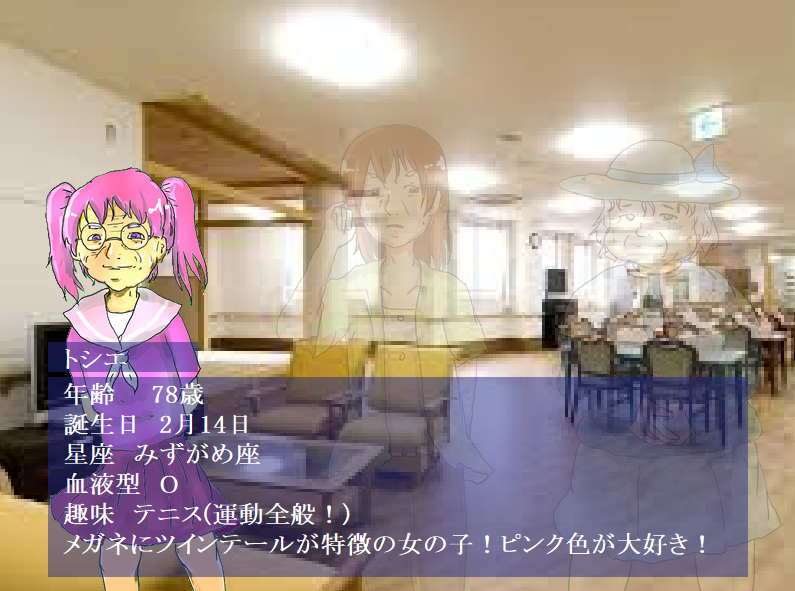 トシエ
年齢　78歳
誕生日　2月14日
星座　みずがめ座
血液型　O
趣味　テニス(運動全般！)
メガネにツインテールが特徴の女の子！ピンク色が大好き！